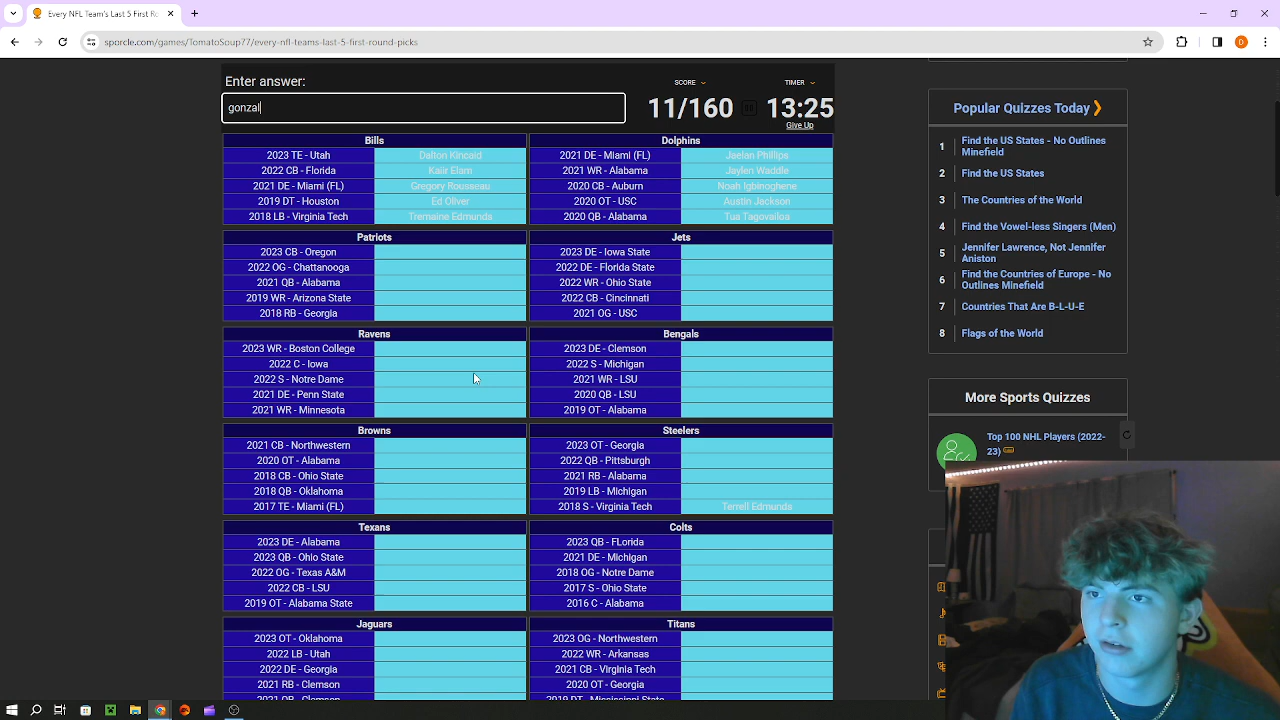 Every NFL Team's Last First Ro
sporcle.com/games/TomatoSoup77/every-nfl-teams-last-5-first-round-picks
D
Enter answer:
SCORE
TIMER
gonzal
11/160
13:25
Give Up
Bills
Dolphins
2023 TE - Utah Dalton Kincaid
2021 DE - Miami (FL) Jaelan Phillips
2022 CB - Florida Kaiir Elam
2021 WR - Alabama Jaylen Waddle
2021 DE - Miami (FL) Gregory Rousseau
2020 CB - Auburn Noah Igbinoghene
2019 DT - Houston Ed Oliver
2020 OT - USC Austin Jackson
2018 LB - Virginia Tech Tremaine Edmunds
2020 QB - Alabama Tua Tagovailoa
Patriots
Jets
2023 CB - Oregon
2023 DE - Iowa State
2022 OG - Chattanooga
2022 DE - Florida State
2021 QB - Alabama
2022 WR - Ohio State
2019 WR - Arizona State
2022 CB - Cincinnati
2018 RB - Georgia
2021 OG - USC
Ravens
Bengals
2023 WR - Boston College
2023 DE - Clemson
2022 C - Iowa
2022 S - Michigan
2022 S - Notre Dame
2021 WR - LSU
2021 DE - Penn State
2020 QB - LSU
2021 WR - Minnesota
2019 OT - Alabama
Browns
Steelers
2021 CB - Northwestern
2023 OT - Georgia
2020 OT - Alabama
2022 QB - Pittsburgh
2018 CB - Ohio State
2021 RB - Alabama
2018 QB - Oklahoma
2019 LB - Michigan
2017 TE - Miami (FL)
2018 S - Virginia Tech Terrell Edmunds
Texans
Colts
2023 DE - Alabama
2023 QB - FLorida
2023 QB - Ohio State
2021 DE - Michigan
2022 OG - Texas A&M
2018 OG - Notre Dame
2022 CB - LSU
2017 S - Ohio State
2019 OT - Alabama State
2016 C - Alabama
Jaguars
Titans
2023 OT - Oklahoma
2023 OG - Northwestern
2022 LB - Utah
2022 WR - Arkansas
2022 DE - Georgia
2021 CB - Virginia Tech
2021 RB - Clemson
2020 OT - Georgia
2021 QB - Clemson
2019 DT - Mississippi State
Popular Quizzes Today
1 Find the US States - No Outlines
Minefield
2 Find the US States
3 The Countries of the World
4 Find the Vowel-less Singers (Men)
5 Jennifer Lawrence, Not Jennifer
Aniston
6 Find the Countries of Europe - No
Outlines Minefield
7 Countries That Are B-L-U-E
8 Flags of the World
More Sports Quizzes
Top 100 NHL Players (2022-
23)